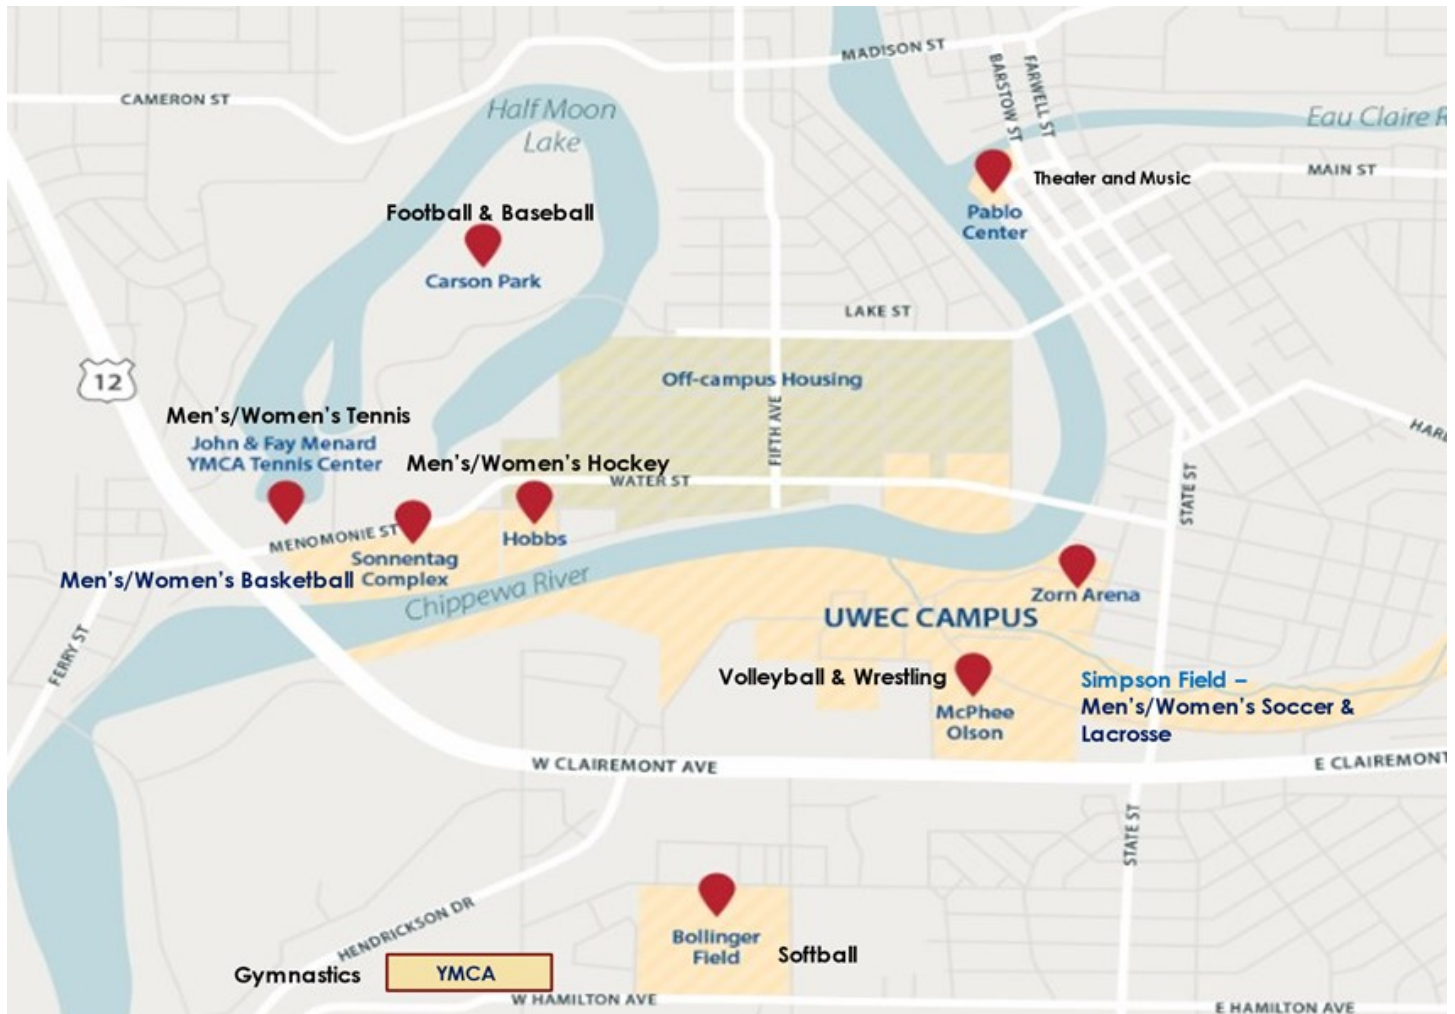 MADISON ST
BARSTOW ST
FARWELL ST
CAMERON ST
Half Moon
Lake
Eau Claire R
MAIN ST
Theater and Music
Pablo
Center
Football & Baseball
Carson Park
LAKE ST
12
Off-campus Housing
FIFTH AVE
Men's/Women's Tennis
John & Fay Menard
YMCA Tennis Center
Men's/Women's Hockey
WATER ST
STATE ST
MENOMONIE ST
Hobbs
Sonnentag
Complex
Men's/Women's Basketball
Chippewa River
Zorn Arena
UWEC CAMPUS
FERRY ST
Volleyball & Wrestling
McPhee
Olson
Simpson Field –
Men's/Women's Soccer &
Lacrosse
W CLAIREMONT AVE
E CLAIREMONT
STATE ST
HENDRICKSON DR
Bollinger
Field
Softball
Gymnastics
YMCA
W HAMILTON AVE
E HAMILTON AVE